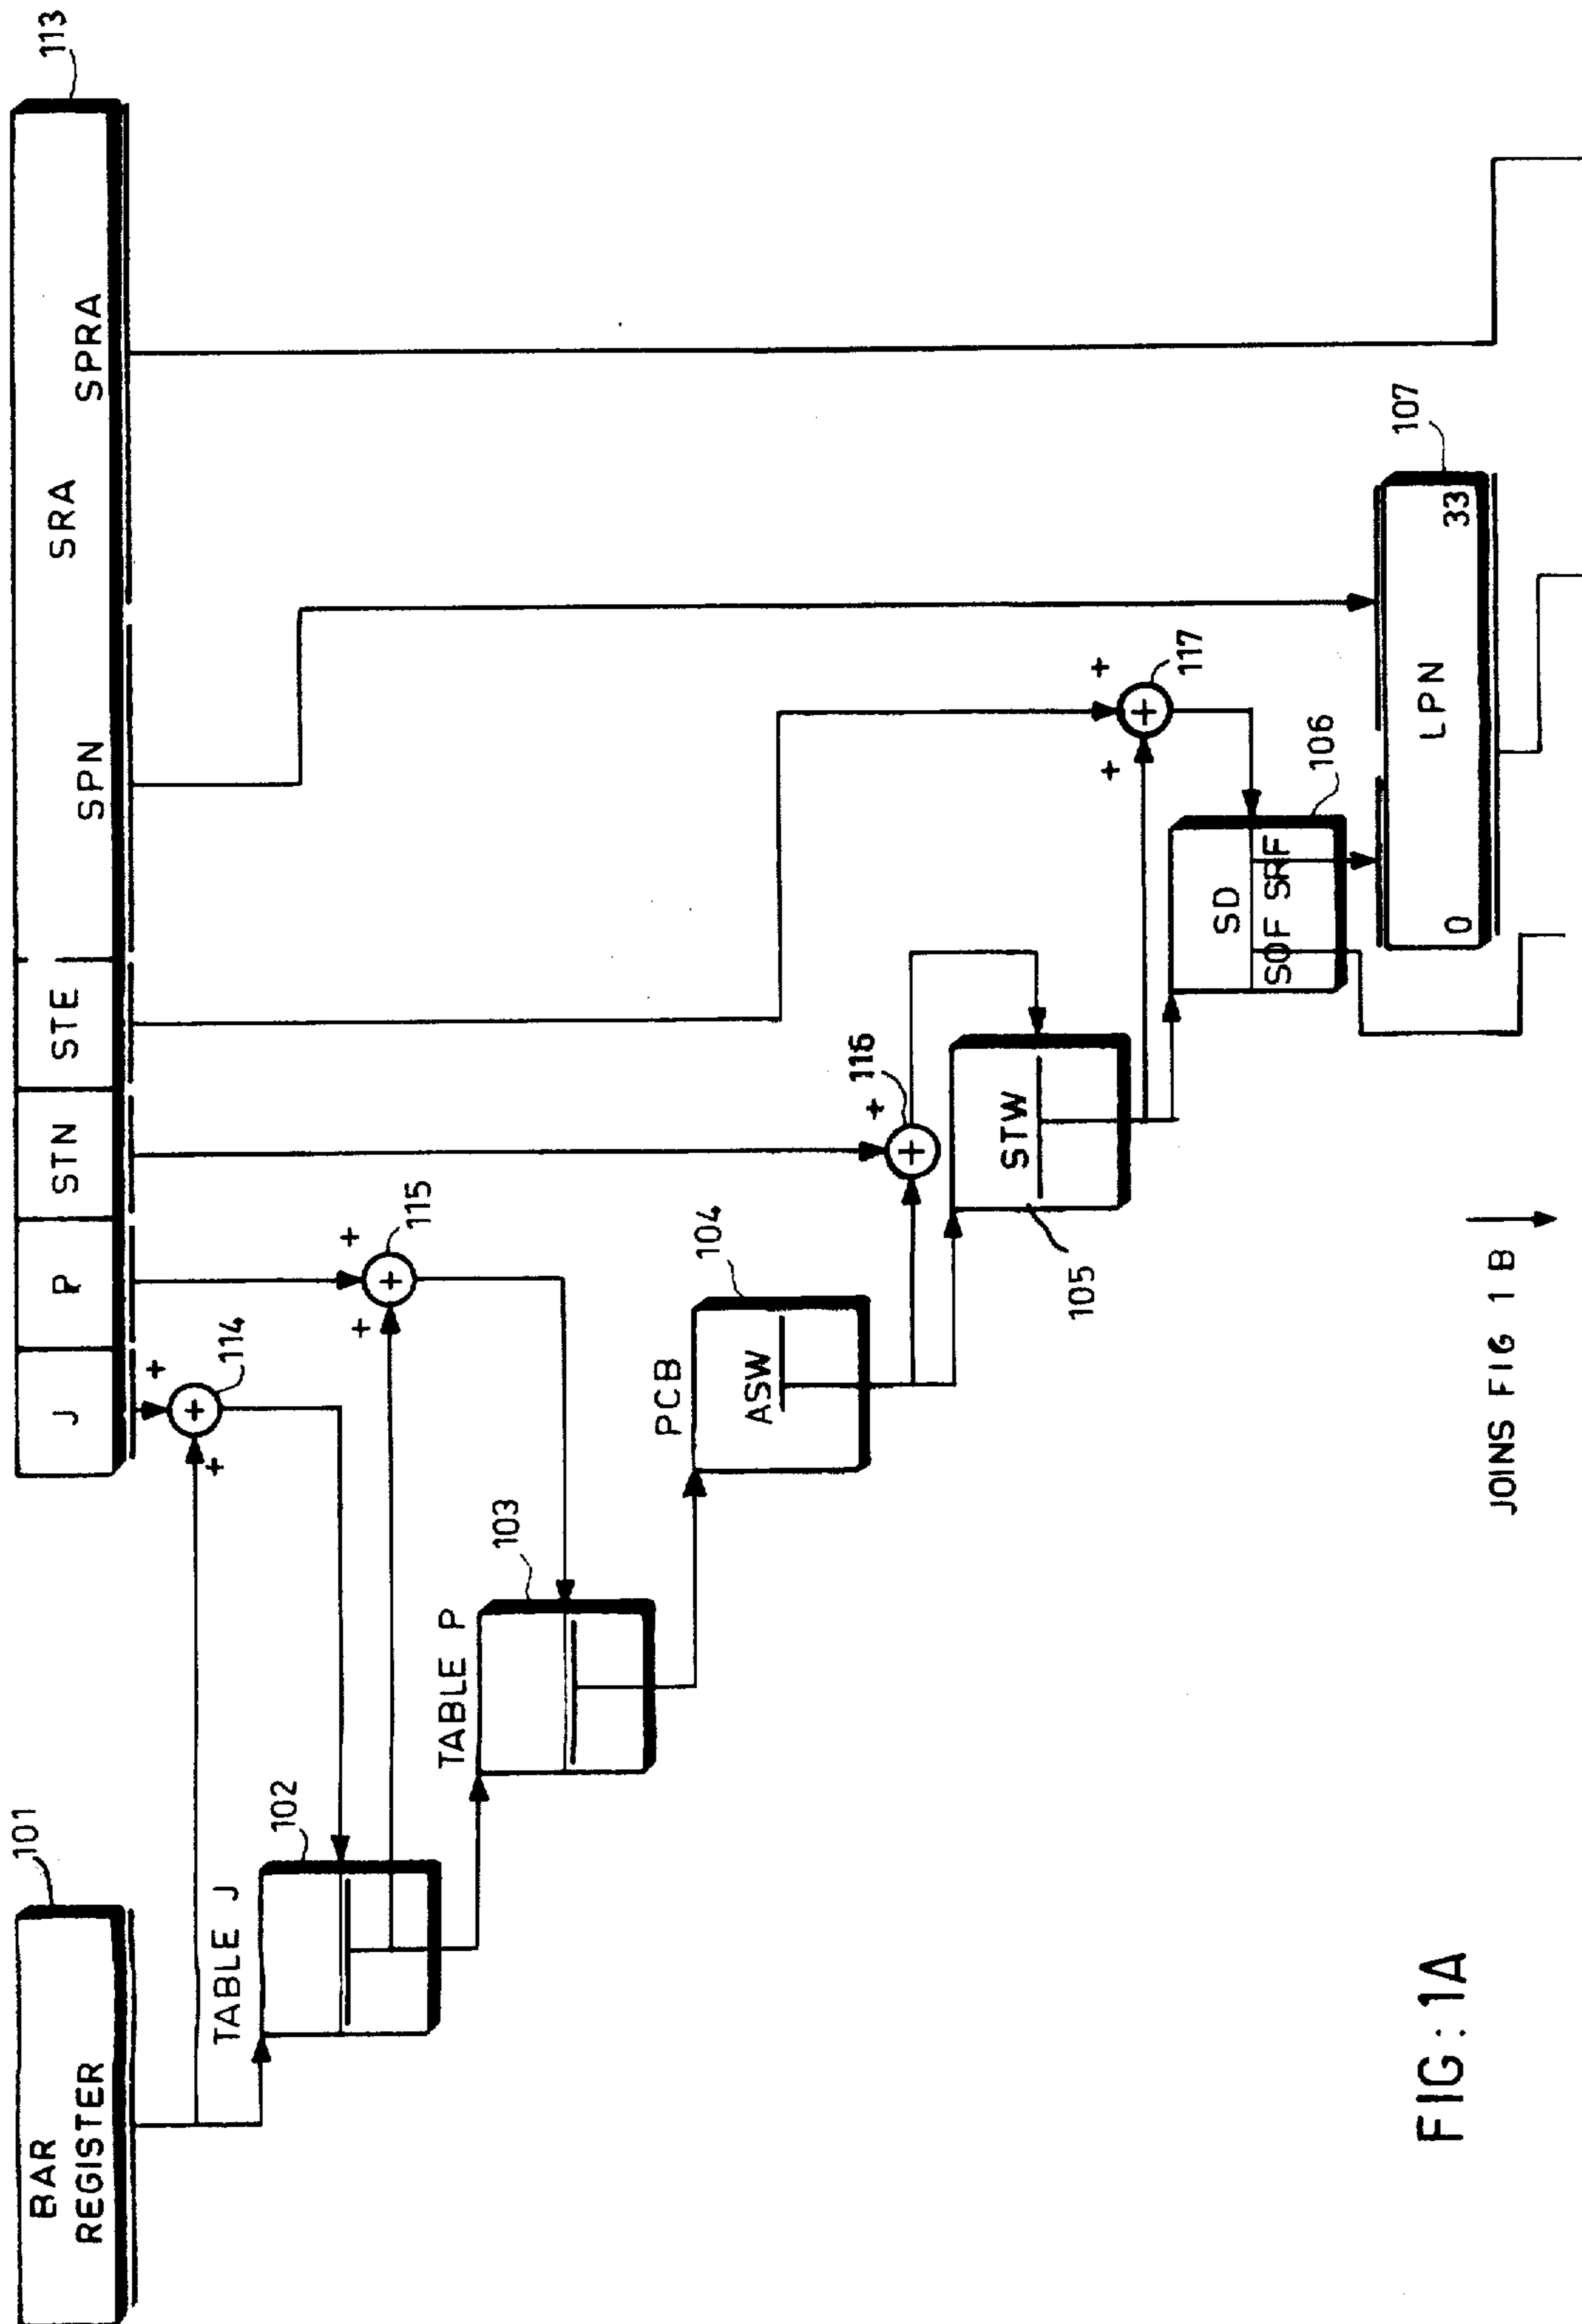 BAR
REGISTER
101
J
P
STN
STE
SRA
SPN
SPRA
113
+
+
114
+
TABLE J
102
+
+
115
+
TABLE P
103
PCB
ASW
104
+
+
116
STW
105
+
+
117
+
SD
SOF SRF
106
LPN
0
33
107
JOINS FIG 1 B
FIG: 1A